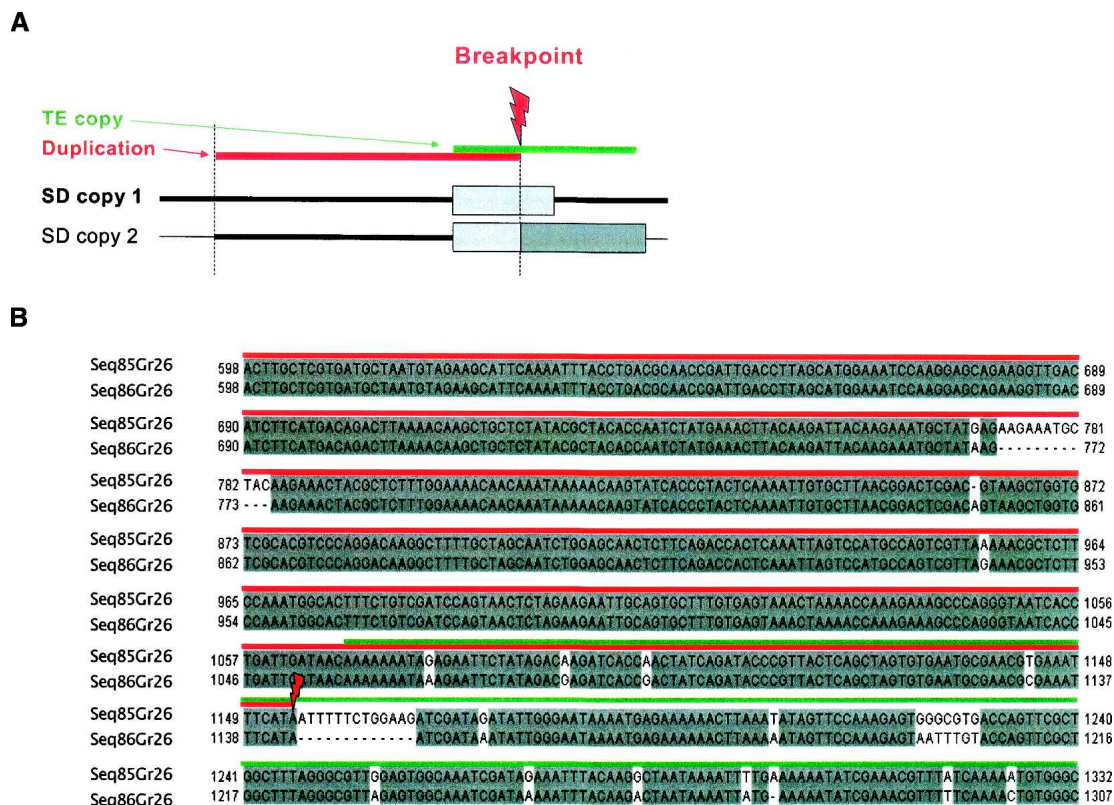 A
Breakpoint
TE copy
Duplication
SD copy 1
SD copy 2
B
Seq85Gr26 598 ACTTGCTCGTGATGCTAATGTAGAAGCATTCAAAATTTACCTGACGCAACCGATTGACCTTAGCATGGAAATCCAAGGAGCAGAAGGTTGAC 689
Seq86Gr26 598 ACTTGCTCGTGATGCTAATGTAGAAGCATTCAAAATTTACCTGACGCAACCGATTGACCTTAGCATGGAAATCCAAGGAGCAGAAGGTTGAC 689
Seq85Gr26 690 ATCTTCATGACAGACTTAAAACAAGCTGCTCTATACGCTACACCAATCTATGAAACTTACAAGATTACAAGAAATGCTATGAGAAGAAATGC 781
Seq86Gr26 690 ATCTTCATGACAGACTTAAAACAAGCTGCTCTATACGCTACACCAATCTATGAAACTTACAAGATTACAAGAAATGCTATAAG--------- 772
Seq85Gr26 782 TACAAGAAACTACGCTCTTTGGAAAACAACAAATAAAAACAAGTATCACCCTACTCAAAATTGTGCTTAACGGACTCGAC-GTAAGCTGGTG 872
Seq86Gr26 773 ---AAGAAACTACGCTCTTTGGAAAACAACAAATAAAAACAAGTATCACCCTACTCAAAATTGTGCTTAACGGACTCGACAGTAAGCTGGTG 861
Seq85Gr26 873 TCGCACGTCCCAGGACAAGGCTTTTGCTAGCAATCTGGAGCAACTCTTCAGACCACTCAAATTAGTCCATGCCAGTCGTTAAAAACGCTCTT 964
Seq86Gr26 862 TCGCACGTCCCAGGACAAGGCTTTTGCTAGCAATCTGGAGCAACTCTTCAGACCACTCAAATTAGTCCATGCCAGTCGTTAGAAACGCTCTT 953
Seq85Gr26 965 CCAAATGGCACTTTCTGTCGATCCAGTAACTCTAGAAGAATTGCAGTGCTTTGTGAGTAAACTAAAACCAAAGAAAGCCCAGGGTAATCACC 1056
Seq86Gr26 954 CCAAATGGCACTTTCTGTCGATCCAGTAACTCTAGAAGAATTGCAGTGCTTTGTGAGTAAACTAAAACCAAAGAAAGCCCAGGGTAATCACC 1045
Seq85Gr26 1057 TGATTGATAACAAAAAAATAGAGAATTCTATAGACAAGATCACCAACTATCAGATACCCGTTACTCAGCTAGTGTGAATGCGAACGTGAAAT 1148
Seq86Gr26 1046 TGATTGATAACAAAAAAATAAAGAATTCTATAGACGAGATCACCGACTATCAGATACCCGTTACTCAGCTAGTGTGAATGCGAACGCGAAAT 1137
Seq85Gr26 1149 TTCATAATTTTTCTGGAAGATCGATAGATATTGGGAATAAAATGAGAAAAAACTTAAATATAGTTCCAAAGAGTGGGCGTGACCAGTTCGCT 1240
Seq86Gr26 1138 TTCATA-------------ATCGATAAATATTGGGAATAAAATGAGAAAAAACTTAAAAATAGTTCCAAAGAGTAATTTGTACCAGTTCGCT 1216
Seq85Gr26 1241 GGCTTTAGGGCGTTGGAGTGGCAAATCGATAGAAATTTACAAGGCTAATAAAATTTTGAAAAAATATCGAAACGTTTATCAAAAATGTGGGC 1332
Seq86Gr26 1217 GGCTTTAGGGCGTTAGAGTGGCAAATCGATAAAAATTTACAAGACTAATAAAATTATG-AAAAATATCGAAACGTTTTTCAAAACTGTGGGC 1307